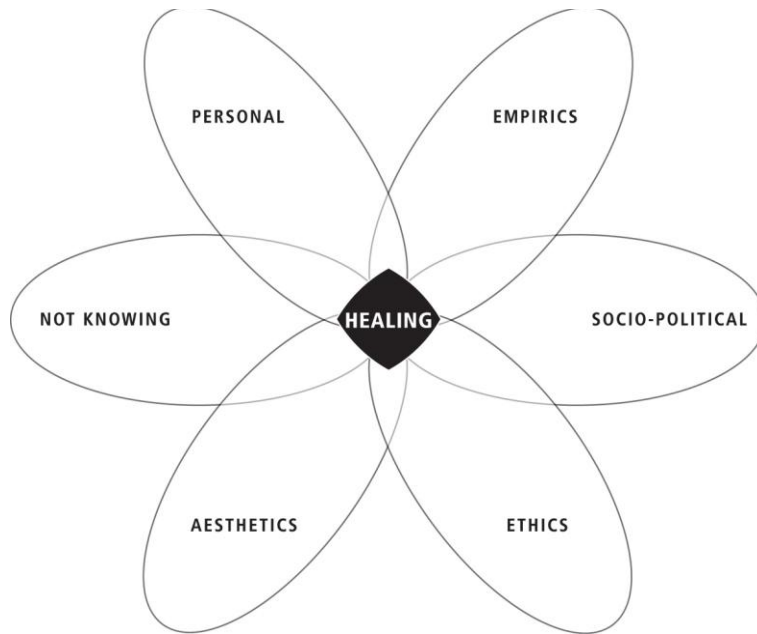 PERSONAL
EMPIRICS
NOT KNOWING
HEALING
SOCIO-POLITICAL
AESTHETICS
ETHICS